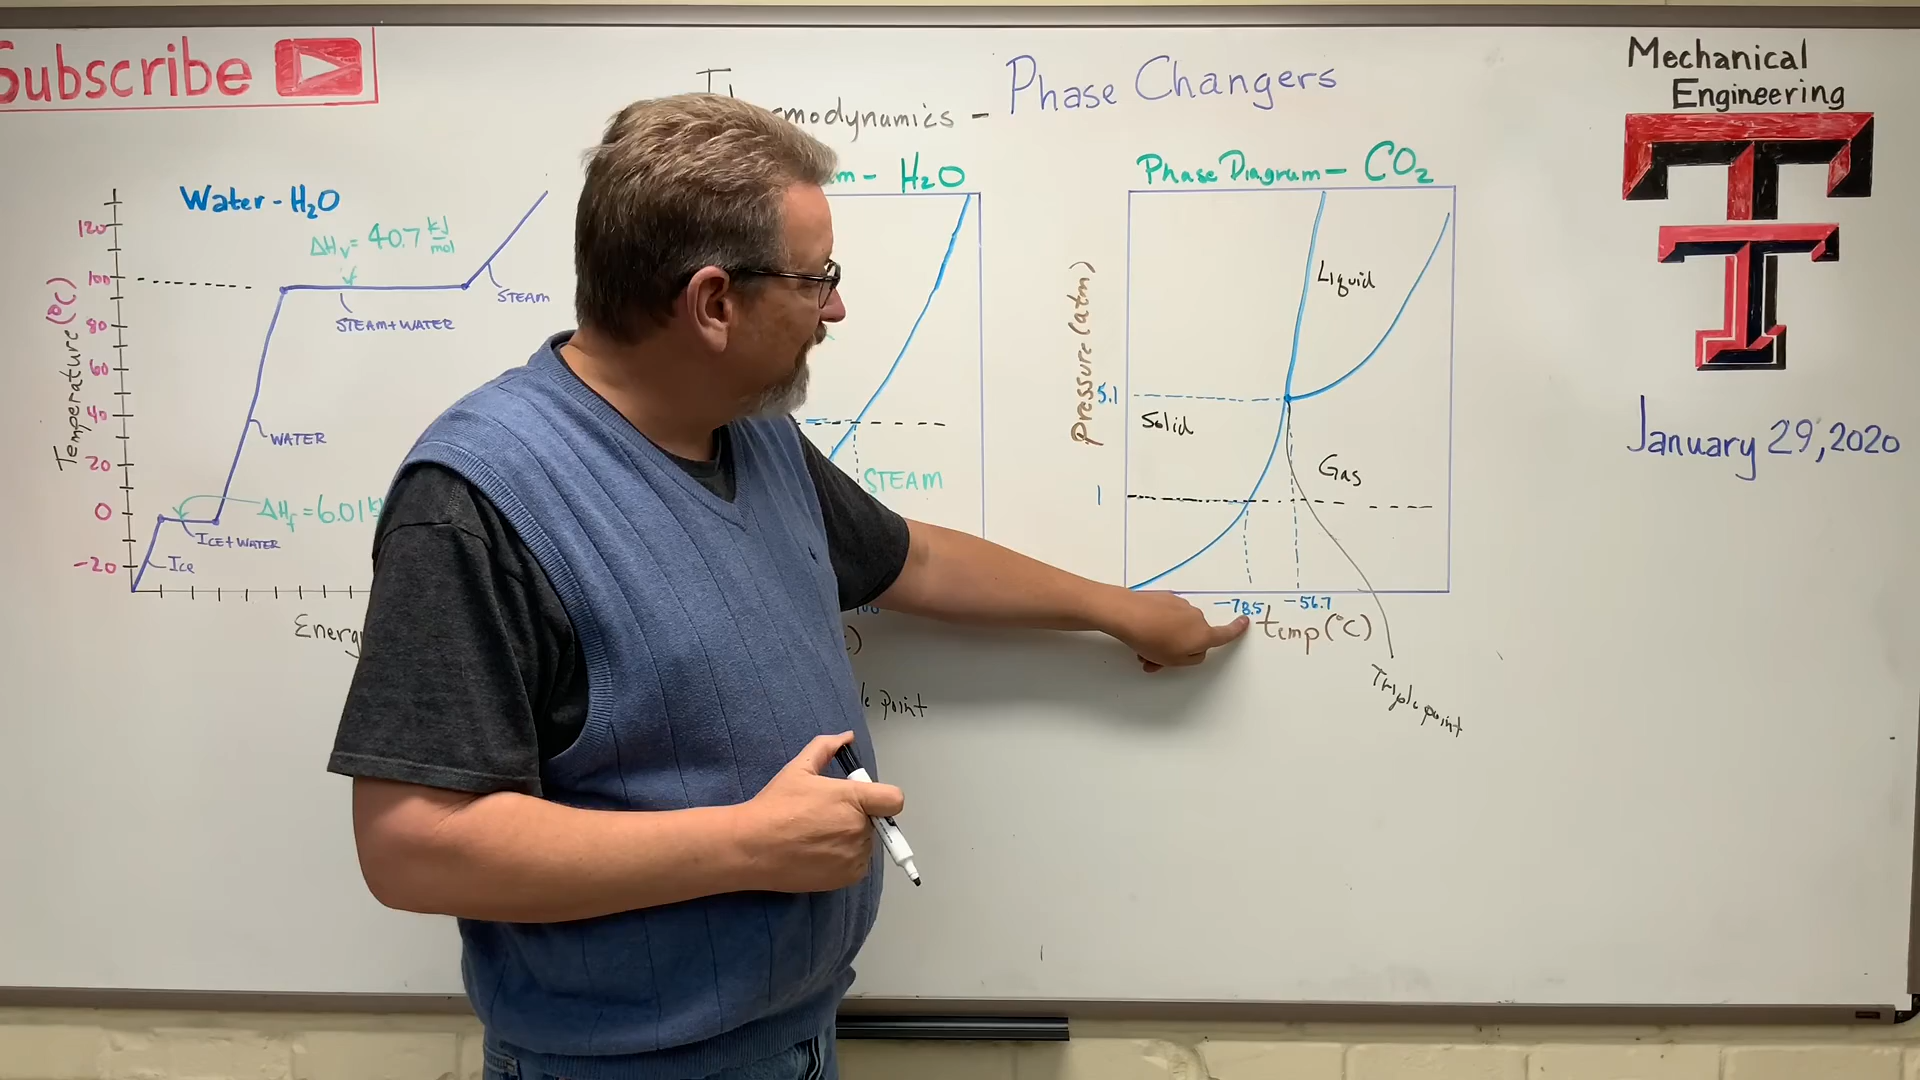 Subscribe
modynamics - Phase Changers
Mechanical
Engineering
January 29, 2020
Water - H₂O
Temperature (°C)
120
100
80
60
40
20
0
-20
ΔHv = 40.7 kJ/mol
STEAM
STEAM+WATER
WATER
ΔHf = 6.01
ICE+WATER
ICE
H₂O
STEAM
100
point
Phase Diagram - CO₂
Pressure (atm)
5.1
1
Liquid
Solid
Gas
-78.5 -56.7
temp (°C)
Triple point